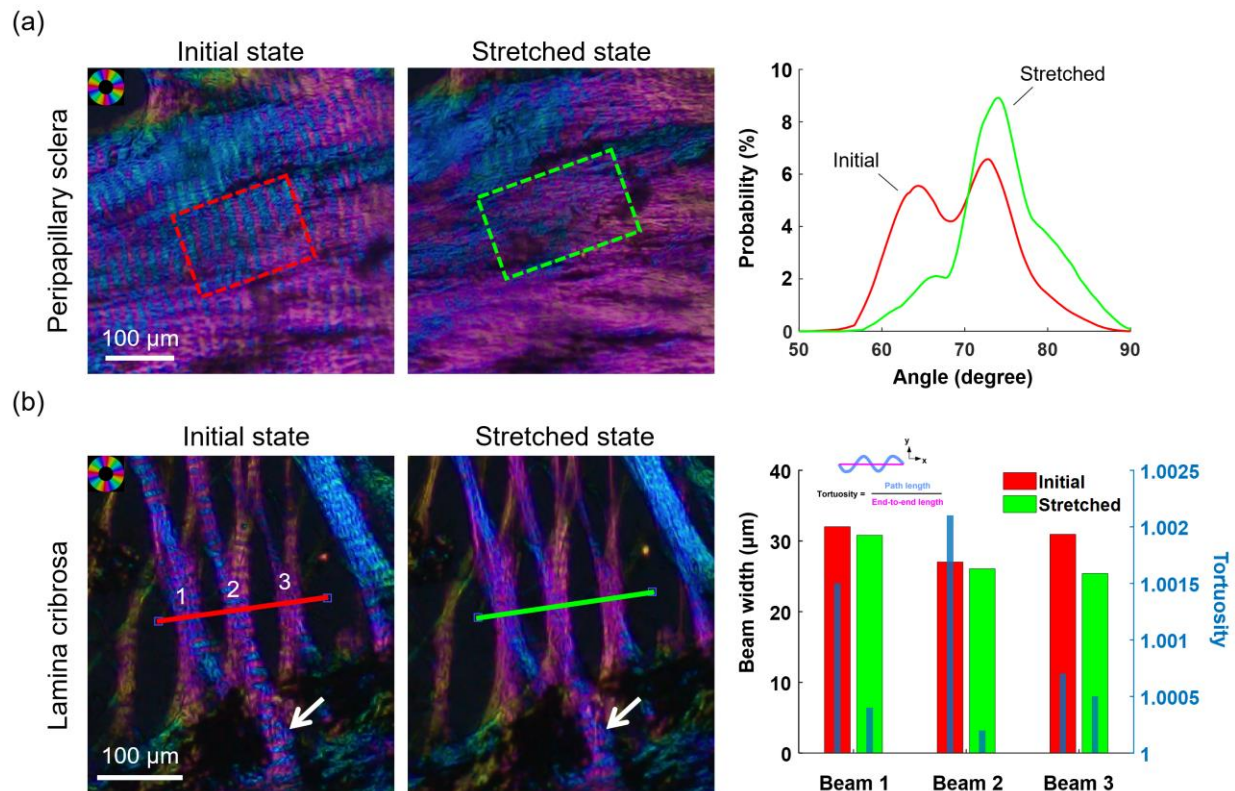 (a)
Initial state
Stretched state
Peripapillary sclera
100 µm
Probability (%)
10
8
6
4
2
0
Stretched
Initial
50 60 70 80 90
Angle (degree)
(b)
Initial state
Stretched state
Lamina cribrosa
1 2 3
100 µm
Beam width (µm)
40
30
20
10
0
y
x
Tortuosity = Path length
End-to-end length
Initial
Stretched
1.0025
1.002
1.0015
1.001
1.0005
1
Tortuosity
Beam 1 Beam 2 Beam 3